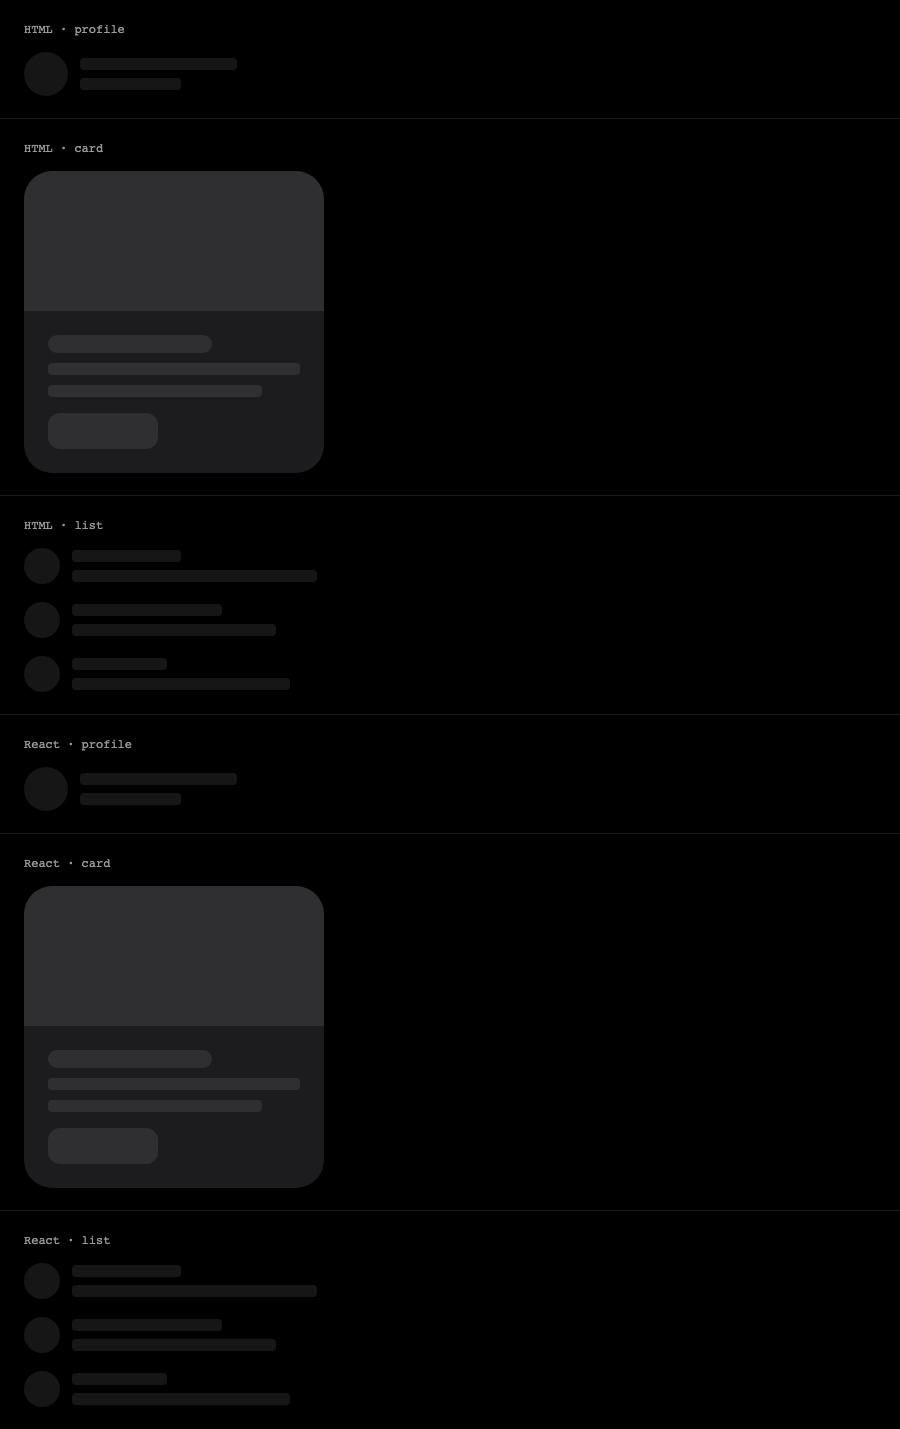 HTML · profile
HTML · card
HTML · list
React · profile
React · card
React · list